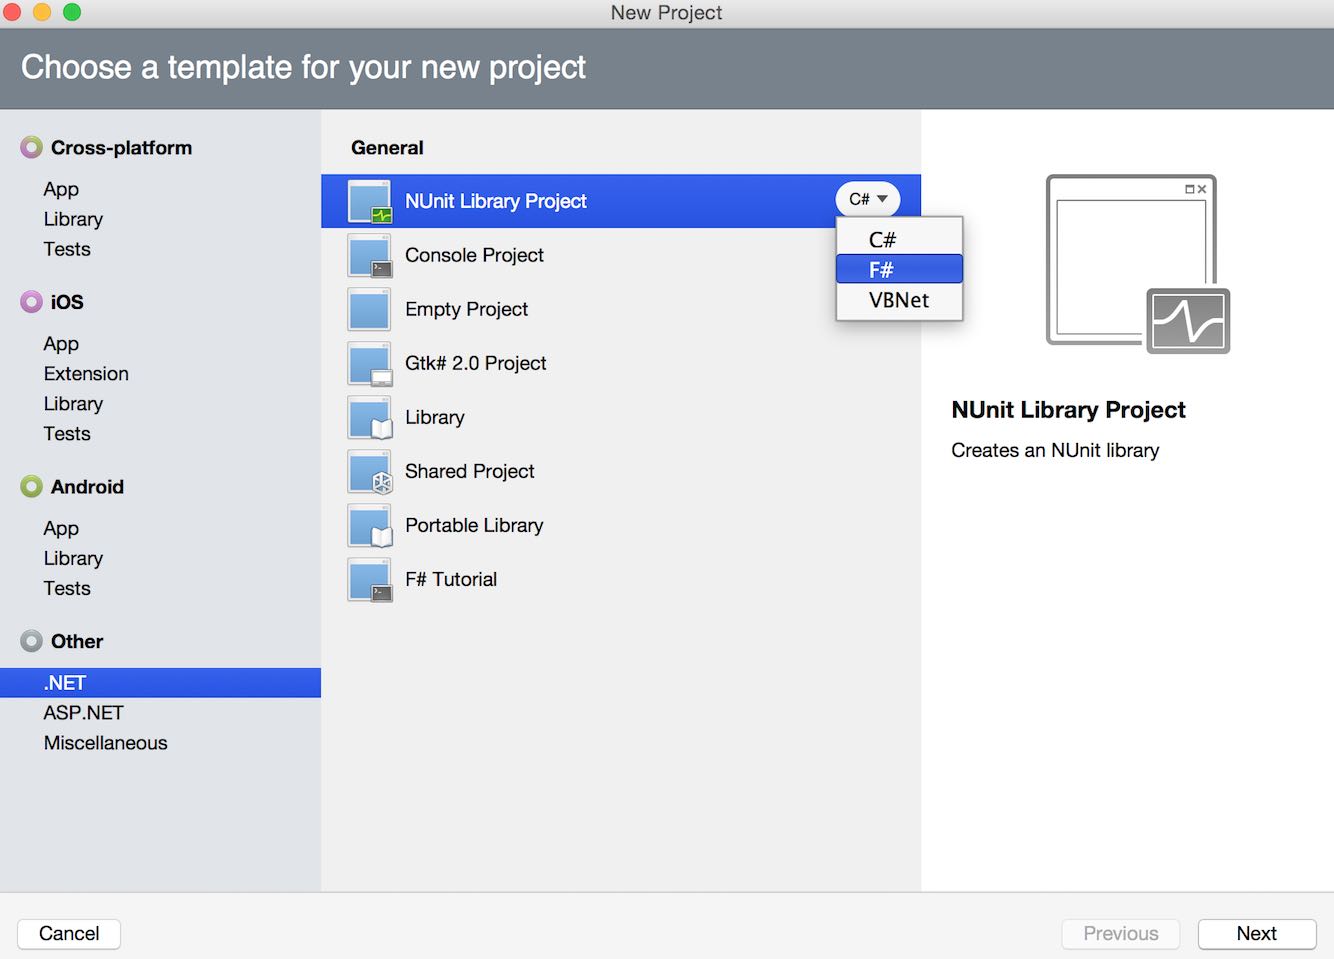 New Project
Choose a template for your new project
Cross-platform
App
Library
Tests
iOS
App
Extension
Library
Tests
Android
App
Library
Tests
Other
.NET
ASP.NET
Miscellaneous
General
NUnit Library Project
C#
Console Project
Empty Project
Gtk# 2.0 Project
Library
Shared Project
Portable Library
F# Tutorial
C#
F#
VBNet
NUnit Library Project
Creates an NUnit library
Cancel
Previous
Next